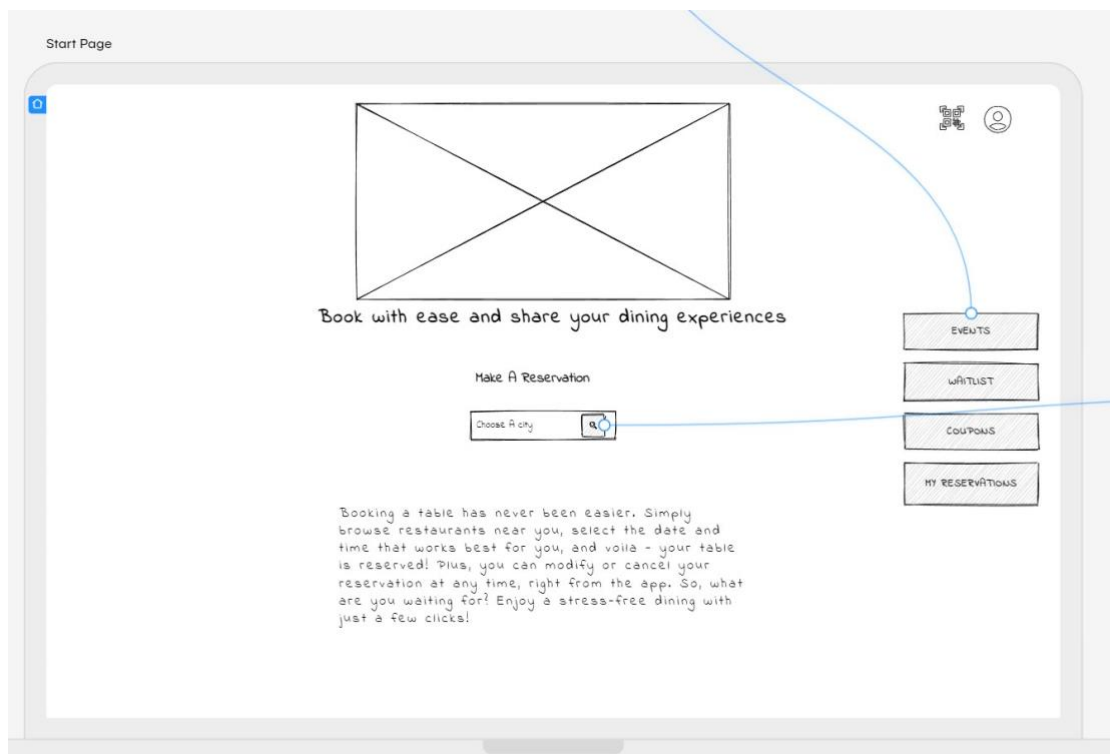 Start Page
Book with ease and share your dining experiences
Make A Reservation
Choose A city
EVENTS
WAITLIST
COUPONS
MY RESERVATIONS
Booking a table has never been easier. Simply
browse restaurants near you, select the date and
time that works best for you, and voila - your table
is reserved! Plus, you can modify or cancel your
reservation at any time, right from the app. So, what
are you waiting for? Enjoy a stress-free dining with
just a few clicks!